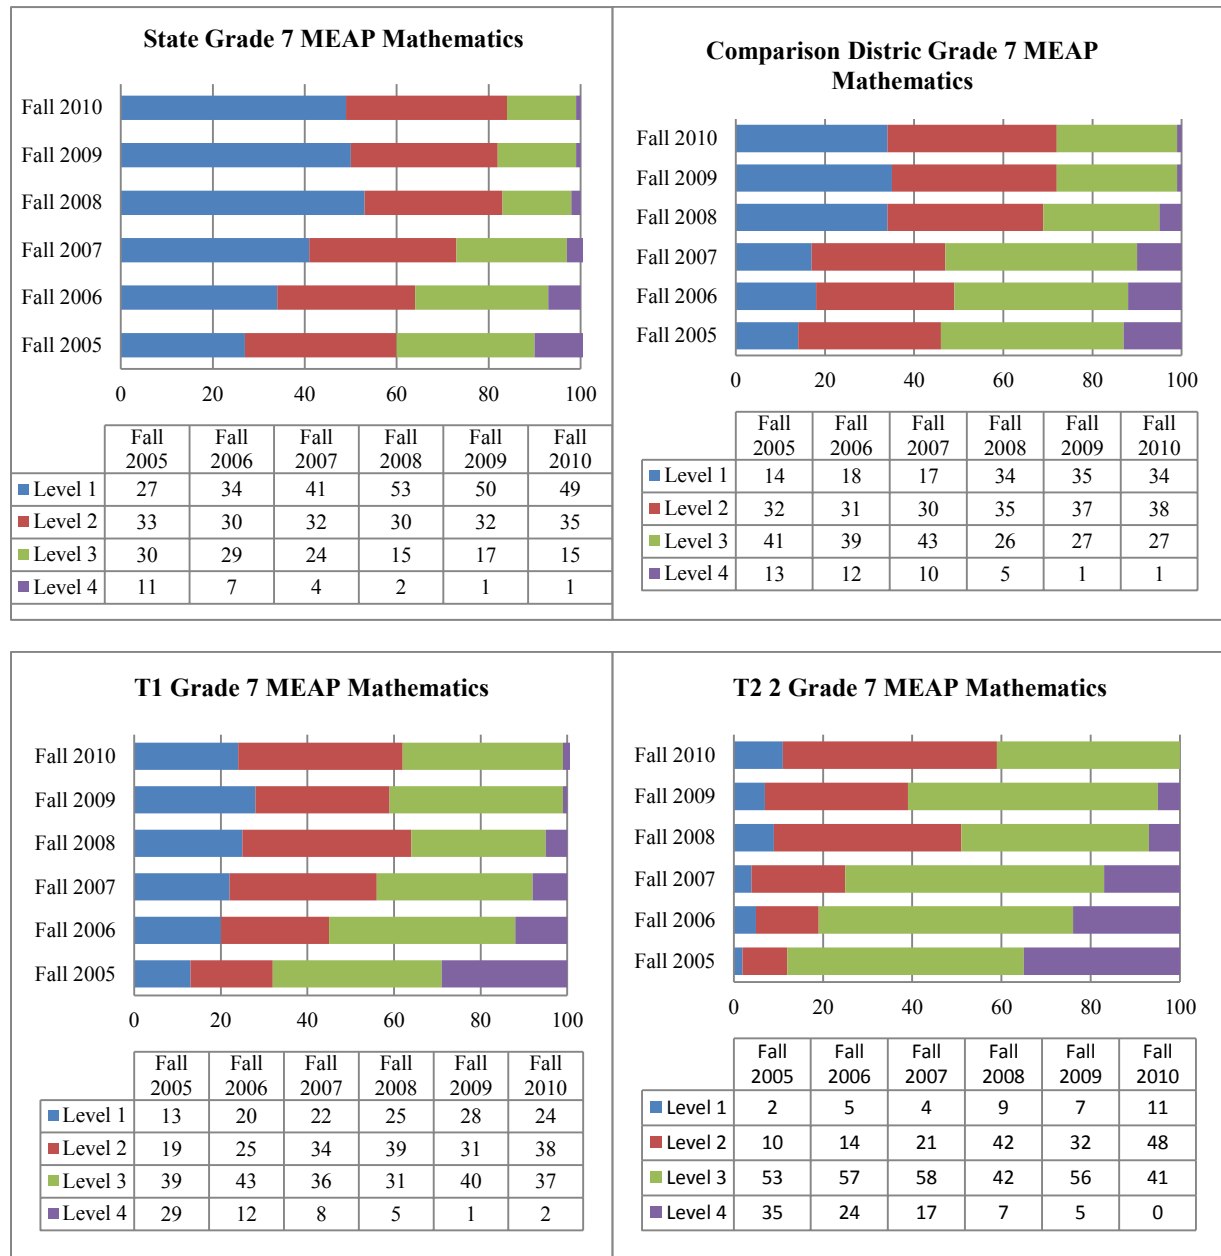 State Grade 7 MEAP Mathematics
Fall 2010
Fall 2009
Fall 2008
Fall 2007
Fall 2006
Fall 2005
0 20 40 60 80 100
Fall 2005 Fall 2006 Fall 2007 Fall 2008 Fall 2009 Fall 2010
Level 1 27 34 41 53 50 49
Level 2 33 30 32 30 32 35
Level 3 30 29 24 15 17 15
Level 4 11 7 4 2 1 1
Comparison Distric Grade 7 MEAP
Mathematics
Fall 2010
Fall 2009
Fall 2008
Fall 2007
Fall 2006
Fall 2005
0 20 40 60 80 100
Fall 2005 Fall 2006 Fall 2007 Fall 2008 Fall 2009 Fall 2010
Level 1 14 18 17 34 35 34
Level 2 32 31 30 35 37 38
Level 3 41 39 43 26 27 27
Level 4 13 12 10 5 1 1
T1 Grade 7 MEAP Mathematics
Fall 2010
Fall 2009
Fall 2008
Fall 2007
Fall 2006
Fall 2005
0 20 40 60 80 100
Fall 2005 Fall 2006 Fall 2007 Fall 2008 Fall 2009 Fall 2010
Level 1 13 20 22 25 28 24
Level 2 19 25 34 39 31 38
Level 3 39 43 36 31 40 37
Level 4 29 12 8 5 1 2
T2 2 Grade 7 MEAP Mathematics
Fall 2010
Fall 2009
Fall 2008
Fall 2007
Fall 2006
Fall 2005
0 20 40 60 80 100
Fall 2005 Fall 2006 Fall 2007 Fall 2008 Fall 2009 Fall 2010
Level 1 2 5 4 9 7 11
Level 2 10 14 21 42 32 48
Level 3 53 57 58 42 56 41
Level 4 35 24 17 7 5 0